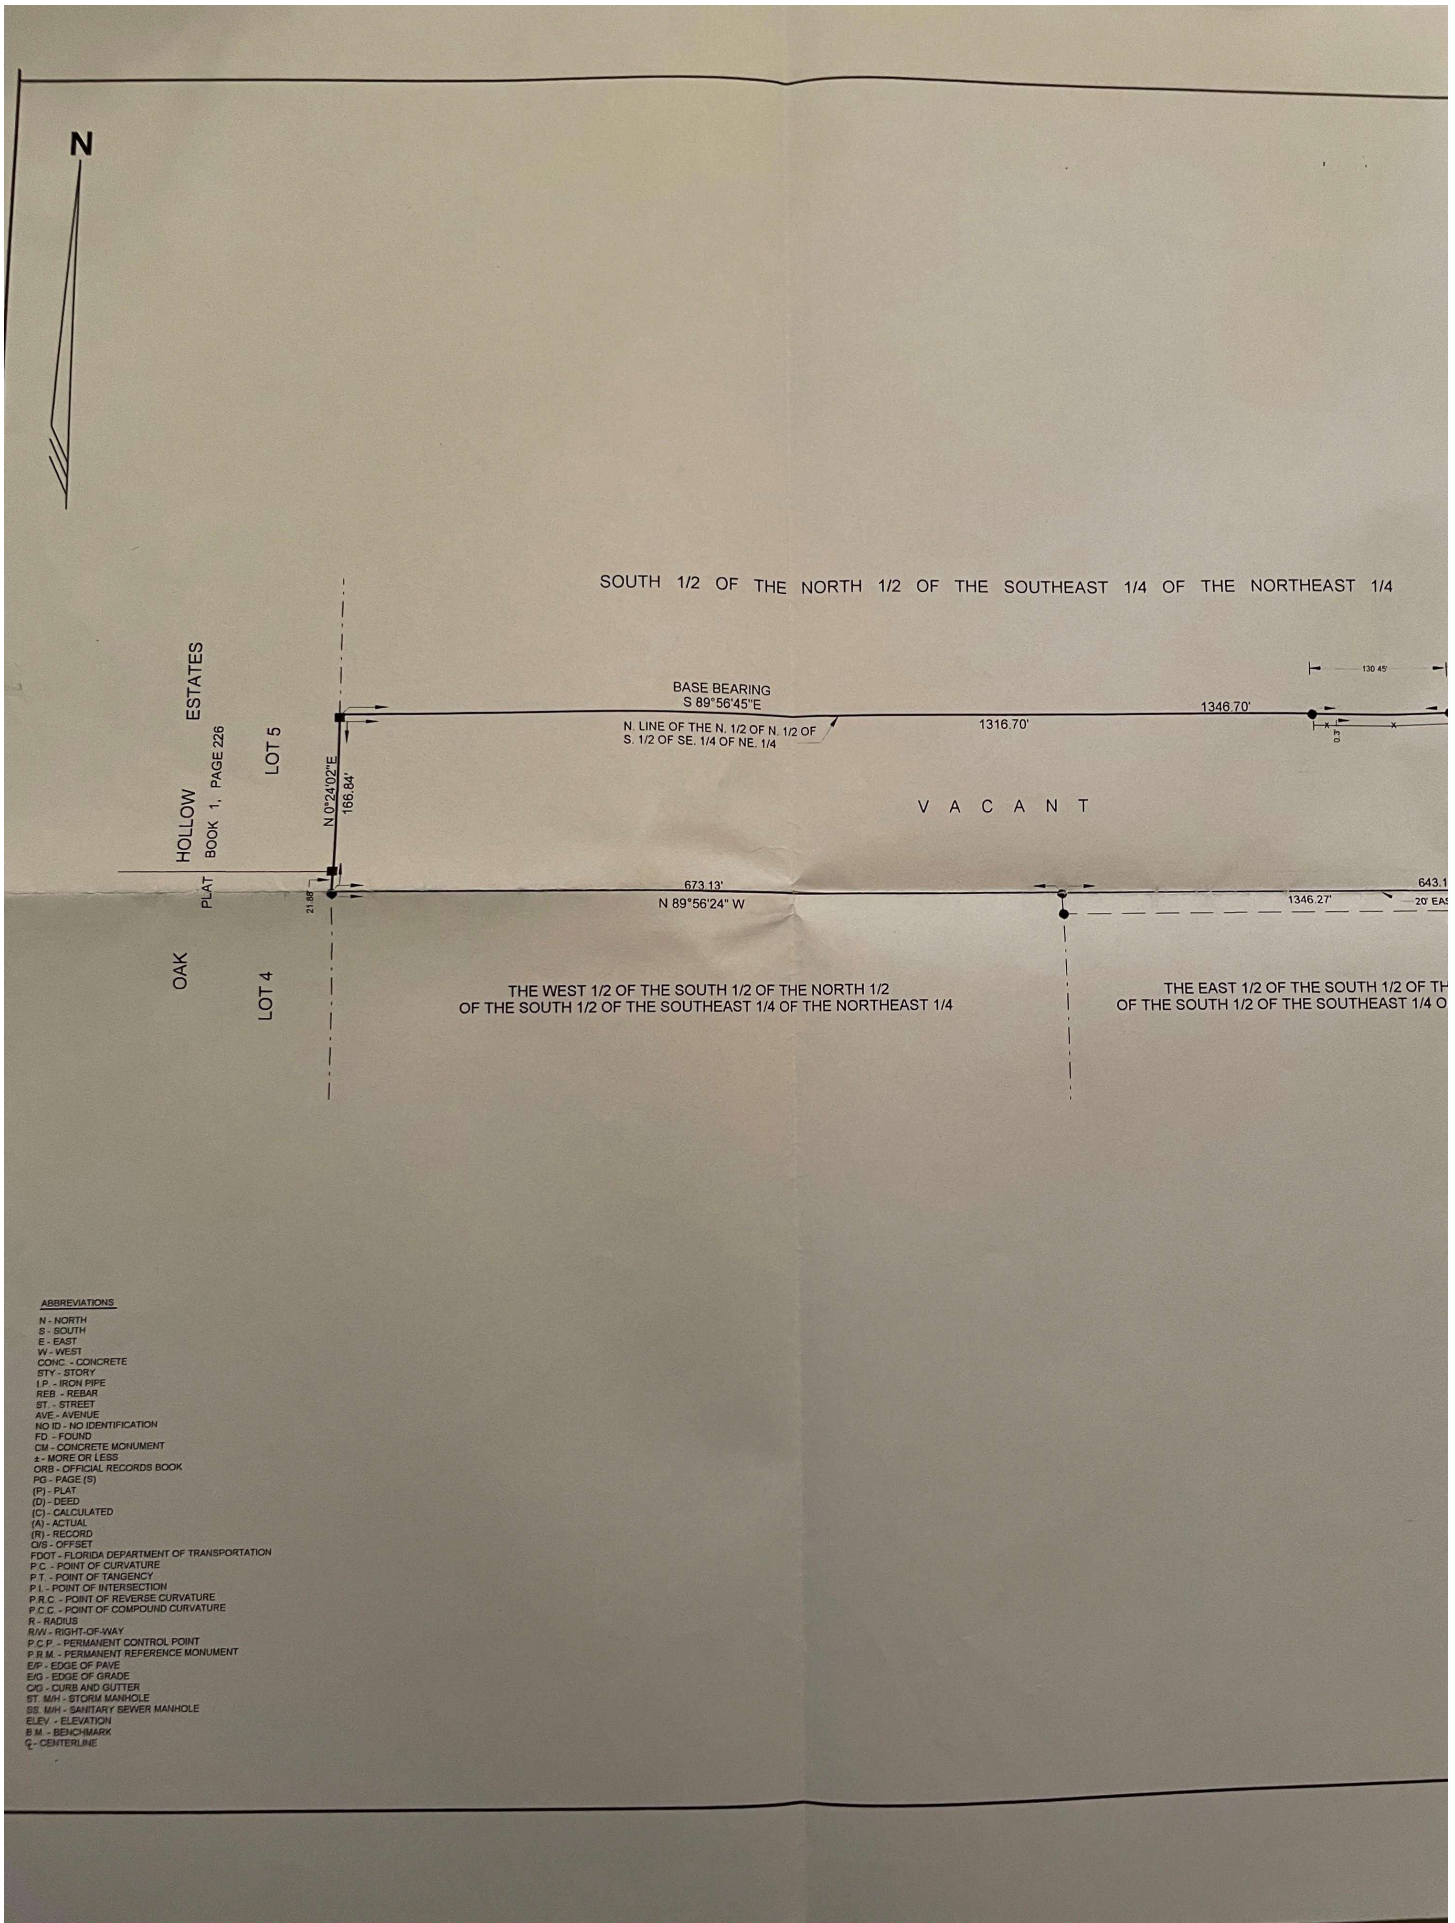 N
SOUTH 1/2 OF THE NORTH 1/2 OF THE SOUTHEAST 1/4 OF THE NORTHEAST 1/4
130.45'
BASE BEARING
S 89°56'45"E
1346.70'
N. LINE OF THE N. 1/2 OF N. 1/2 OF
S. 1/2 OF SE. 1/4 OF NE. 1/4
1316.70'
0.3'
OAK HOLLOW ESTATES
PLAT BOOK 1, PAGE 226
LOT 5
N 0°24'02"E
166.84'
VACANT
21.88'
673.13'
N 89°56'24" W
643.1
1346.27'
20' EAS
LOT 4
THE WEST 1/2 OF THE SOUTH 1/2 OF THE NORTH 1/2
OF THE SOUTH 1/2 OF THE SOUTHEAST 1/4 OF THE NORTHEAST 1/4
THE EAST 1/2 OF THE SOUTH 1/2 OF TH
OF THE SOUTH 1/2 OF THE SOUTHEAST 1/4 O
ABBREVIATIONS
N - NORTH
S - SOUTH
E - EAST
W - WEST
CONC. - CONCRETE
STY - STORY
I.P. - IRON PIPE
REB. - REBAR
ST. - STREET
AVE - AVENUE
NO ID - NO IDENTIFICATION
FD. - FOUND
CM - CONCRETE MONUMENT
± - MORE OR LESS
ORB - OFFICIAL RECORDS BOOK
PG - PAGE (S)
(P) - PLAT
(D) - DEED
(C) - CALCULATED
(A) - ACTUAL
(R) - RECORD
O/S - OFFSET
FDOT - FLORIDA DEPARTMENT OF TRANSPORTATION
P.C. - POINT OF CURVATURE
P.T. - POINT OF TANGENCY
P.I. - POINT OF INTERSECTION
P.R.C. - POINT OF REVERSE CURVATURE
P.C.C. - POINT OF COMPOUND CURVATURE
R - RADIUS
R/W - RIGHT-OF-WAY
P.C.P. - PERMANENT CONTROL POINT
P.R.M. - PERMANENT REFERENCE MONUMENT
E/P - EDGE OF PAVE
E/G - EDGE OF GRADE
C/G - CURB AND GUTTER
ST. M/H - STORM MANHOLE
SS. M/H - SANITARY SEWER MANHOLE
ELEV - ELEVATION
B.M. - BENCHMARK
℄ - CENTERLINE